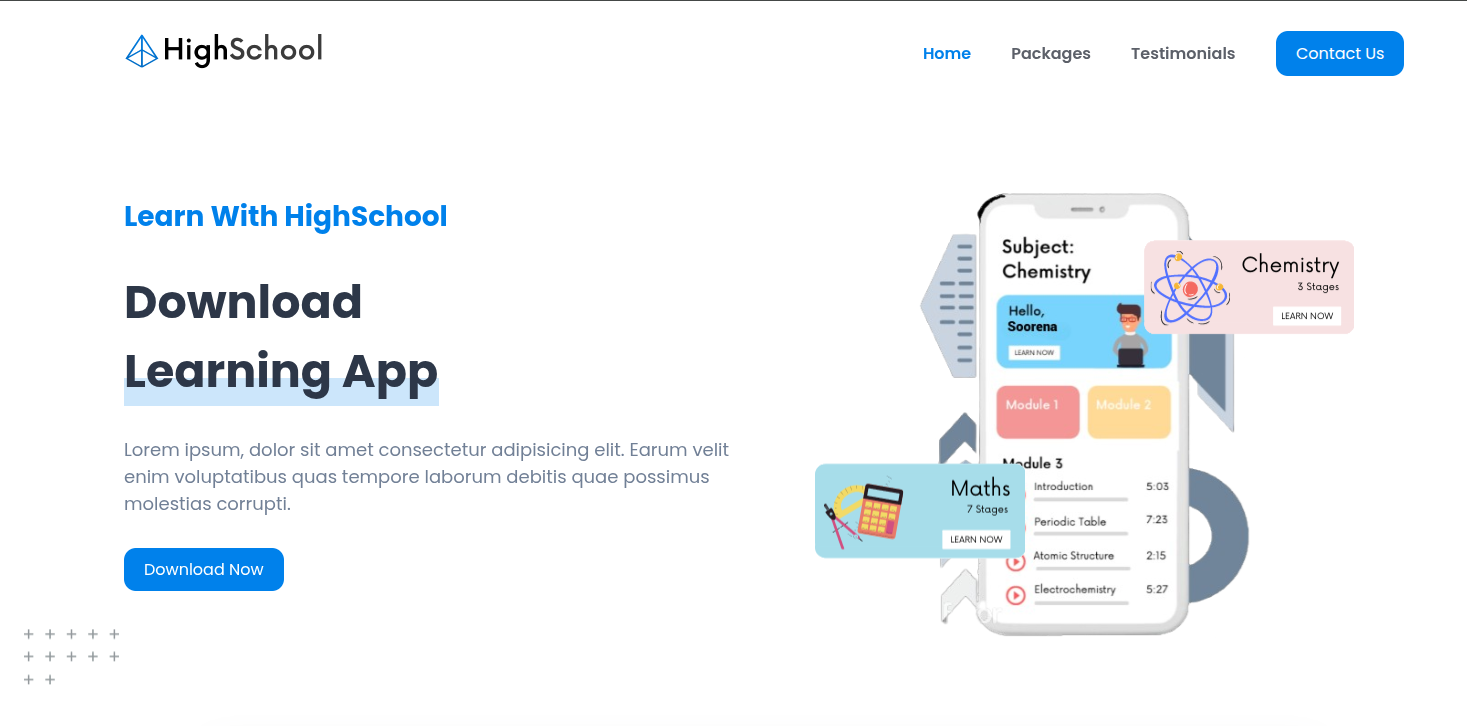 HighSchool
Home
Packages
Testimonials
Contact Us
Learn With HighSchool
Download
Learning App
Lorem ipsum, dolor sit amet consectetur adipisicing elit. Earum velit
enim voluptatibus quas tempore laborum debitis quae possimus
molestias corrupti.
Download Now
Subject:
Chemistry
Hello,
Soorena
LEARN NOW
Chemistry
3 Stages
LEARN NOW
Module 1
Module 2
Module 3
Introduction 5:03
Periodic Table 7:23
Atomic Structure 2:15
Electrochemistry 5:27
Maths
7 Stages
LEARN NOW